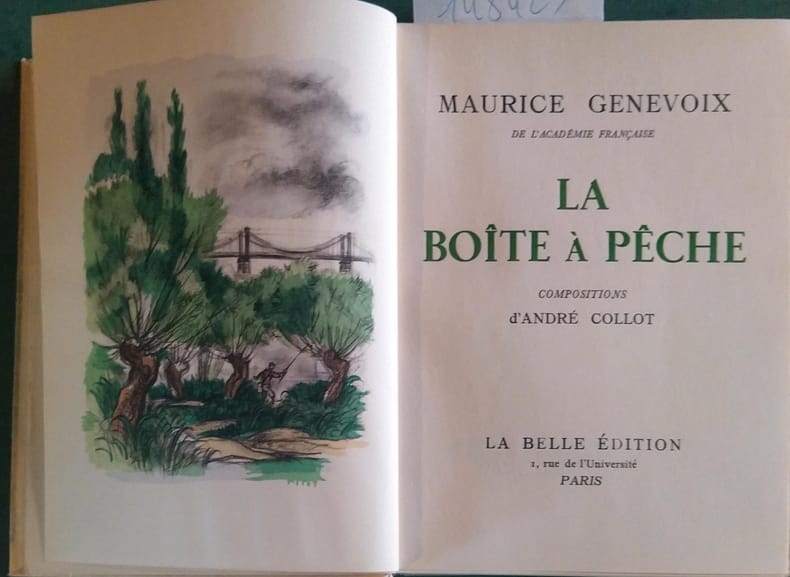 MAURICE GENEVOIX
DE L'ACADÉMIE FRANÇAISE
LA
BOÎTE À PÊCHE
COMPOSITIONS
d'ANDRÉ COLLOT
LA BELLE ÉDITION
1, rue de l'Université
PARIS